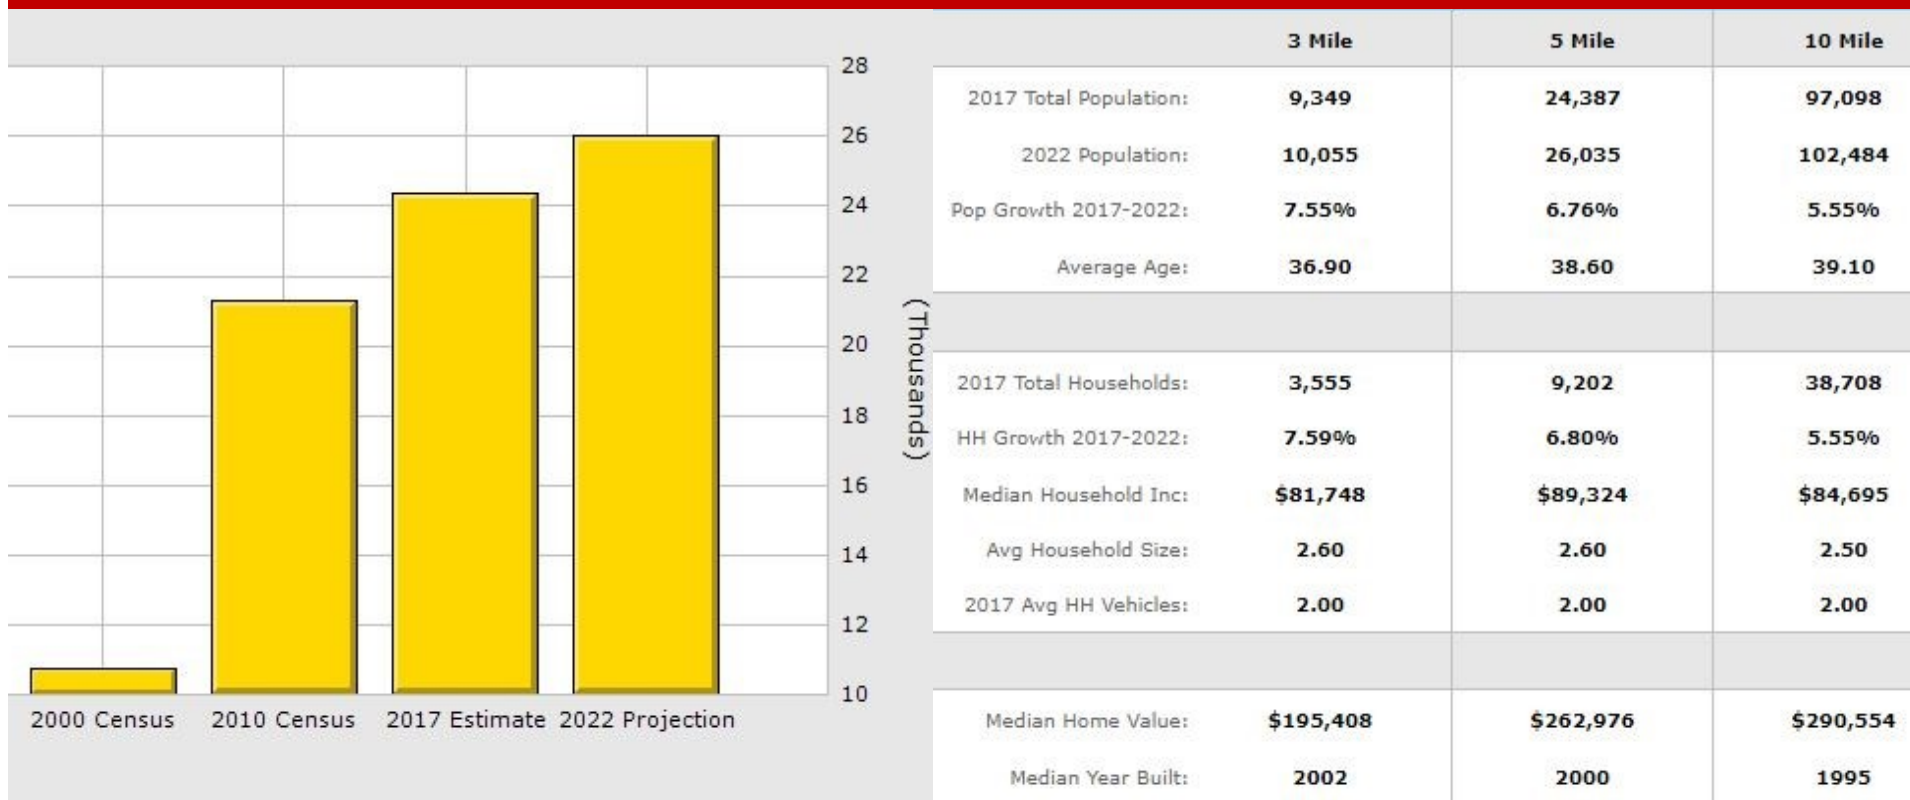 28
26
24
22
20
18
16
14
12
10
(Thousands)
2000 Census 2010 Census 2017 Estimate 2022 Projection
3 Mile 5 Mile 10 Mile
2017 Total Population: 9,349 24,387 97,098
2022 Population: 10,055 26,035 102,484
Pop Growth 2017-2022: 7.55% 6.76% 5.55%
Average Age: 36.90 38.60 39.10
2017 Total Households: 3,555 9,202 38,708
HH Growth 2017-2022: 7.59% 6.80% 5.55%
Median Household Inc: $81,748 $89,324 $84,695
Avg Household Size: 2.60 2.60 2.50
2017 Avg HH Vehicles: 2.00 2.00 2.00
Median Home Value: $195,408 $262,976 $290,554
Median Year Built: 2002 2000 1995